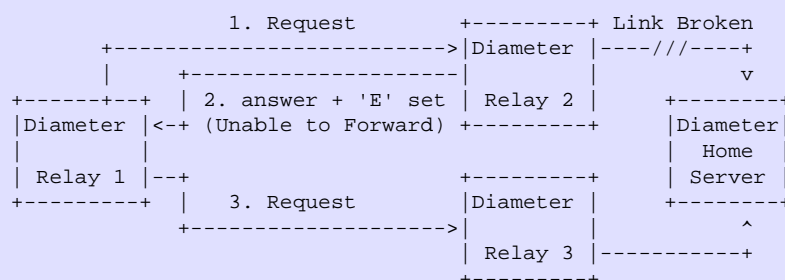 1. Request Link Broken
Diameter
2. answer + 'E' set Relay 2
Diameter (Unable to Forward) Diameter
Home
Relay 1 Server
3. Request Diameter
Relay 3